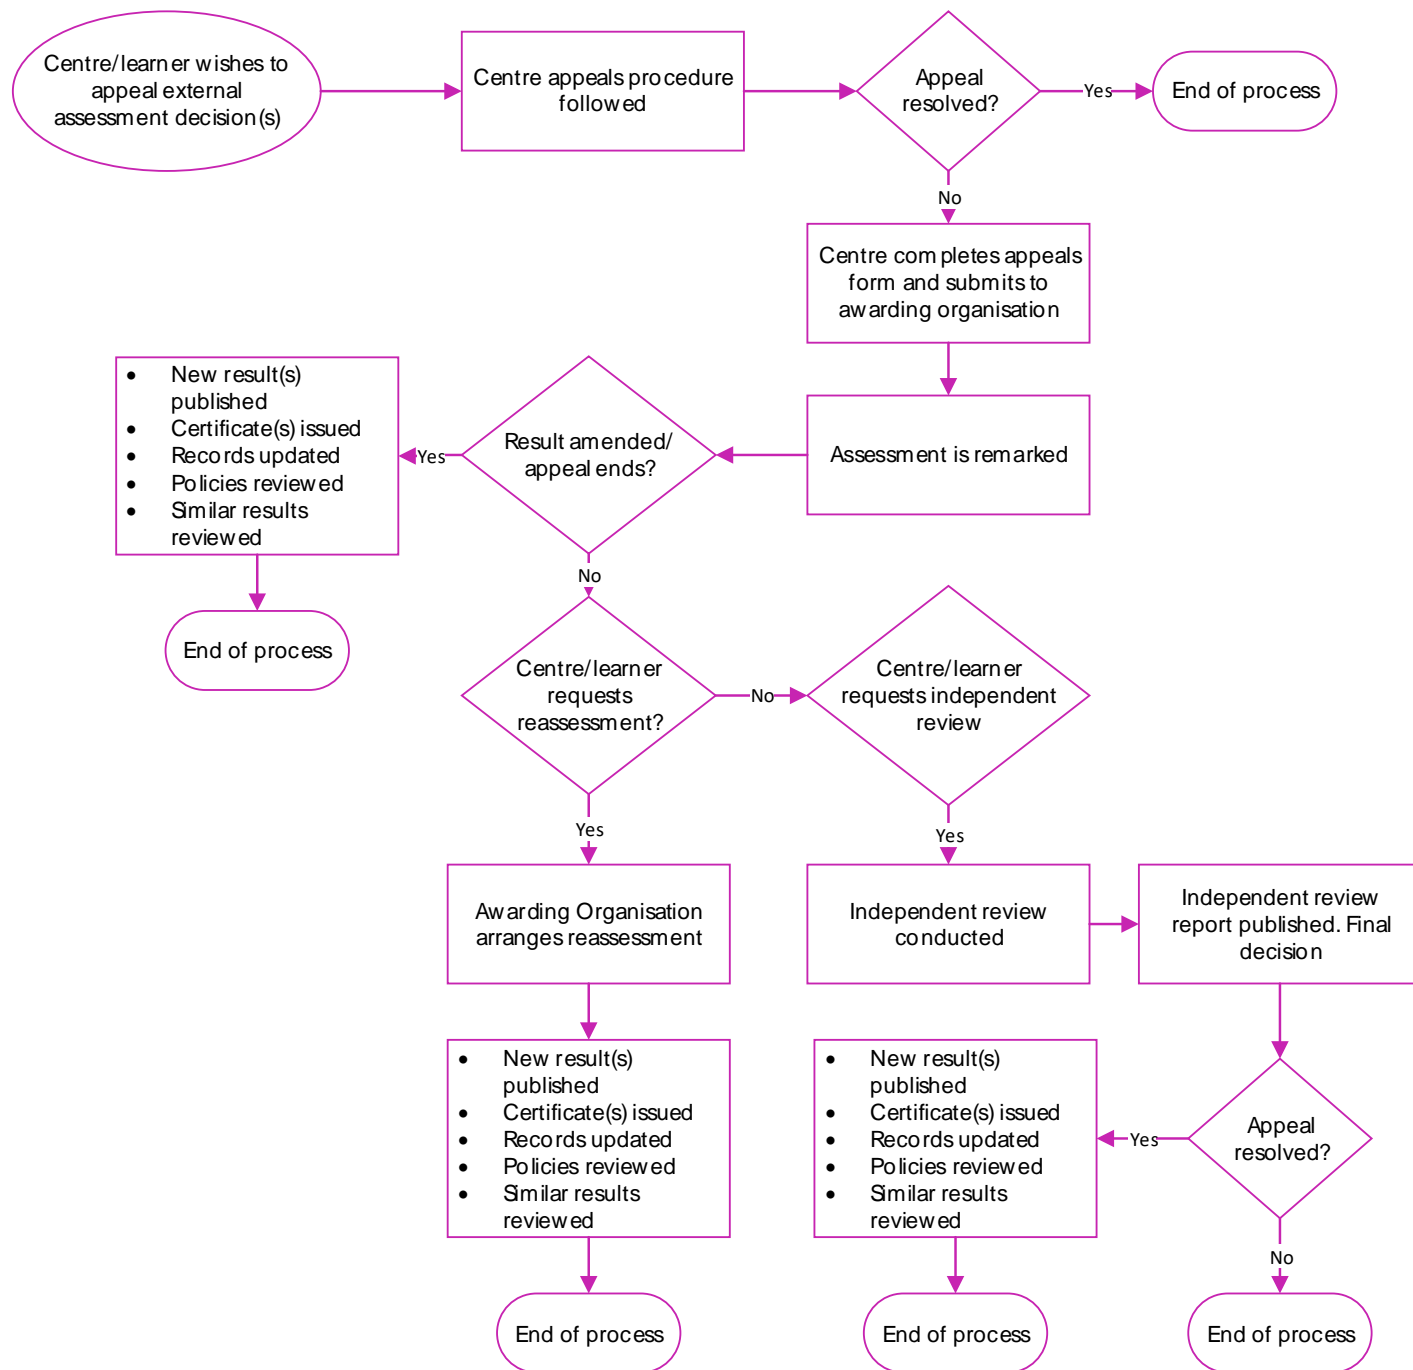 Centre/learner wishes to
appeal external
assessment decision(s)
Centre appeals procedure
followed
Appeal
resolved?
Yes
End of process
No
Centre completes appeals
form and submits to
awarding organisation
New result(s)
published
Certificate(s) issued
Records updated
Policies reviewed
Similar results
reviewed
Yes
Result amended/
appeal ends?
Assessment is remarked
No
End of process
Centre/learner
requests
reassessment?
No
Centre/learner
requests independent
review
Yes
Yes
Awarding Organisation
arranges reassessment
Independent review
conducted
Independent review
report published. Final
decision
New result(s)
published
Certificate(s) issued
Records updated
Policies reviewed
Similar results
reviewed
New result(s)
published
Certificate(s) issued
Records updated
Policies reviewed
Similar results
reviewed
Yes
Appeal
resolved?
No
End of process
End of process
End of process